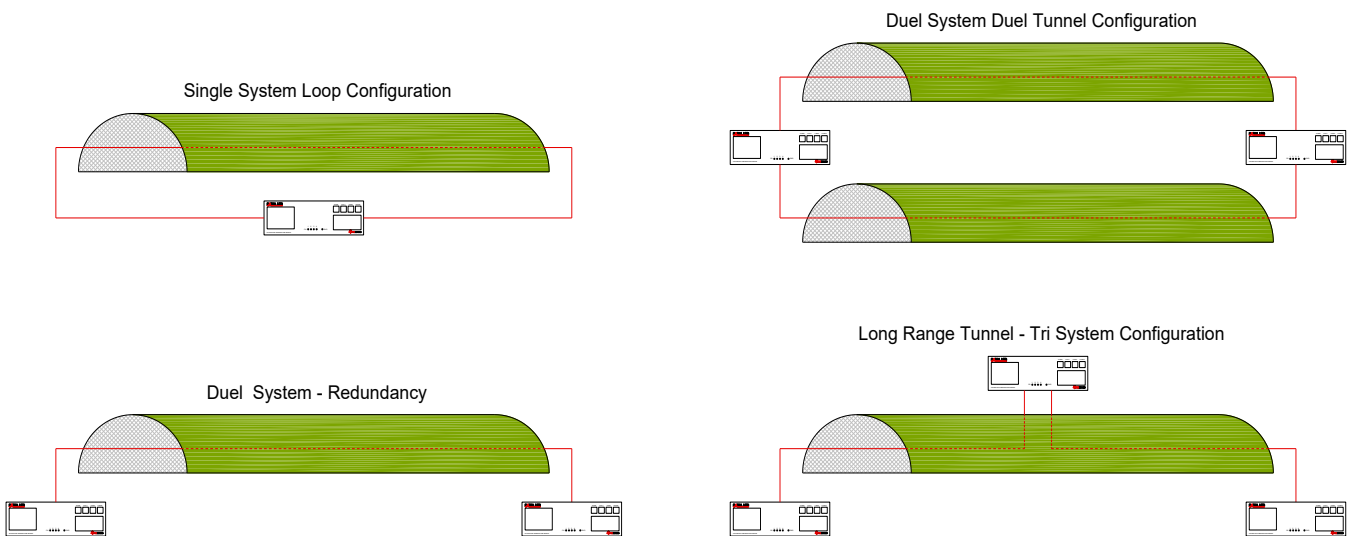 Duel System Duel Tunnel Configuration
Single System Loop Configuration
Long Range Tunnel - Tri System Configuration
Duel System - Redundancy